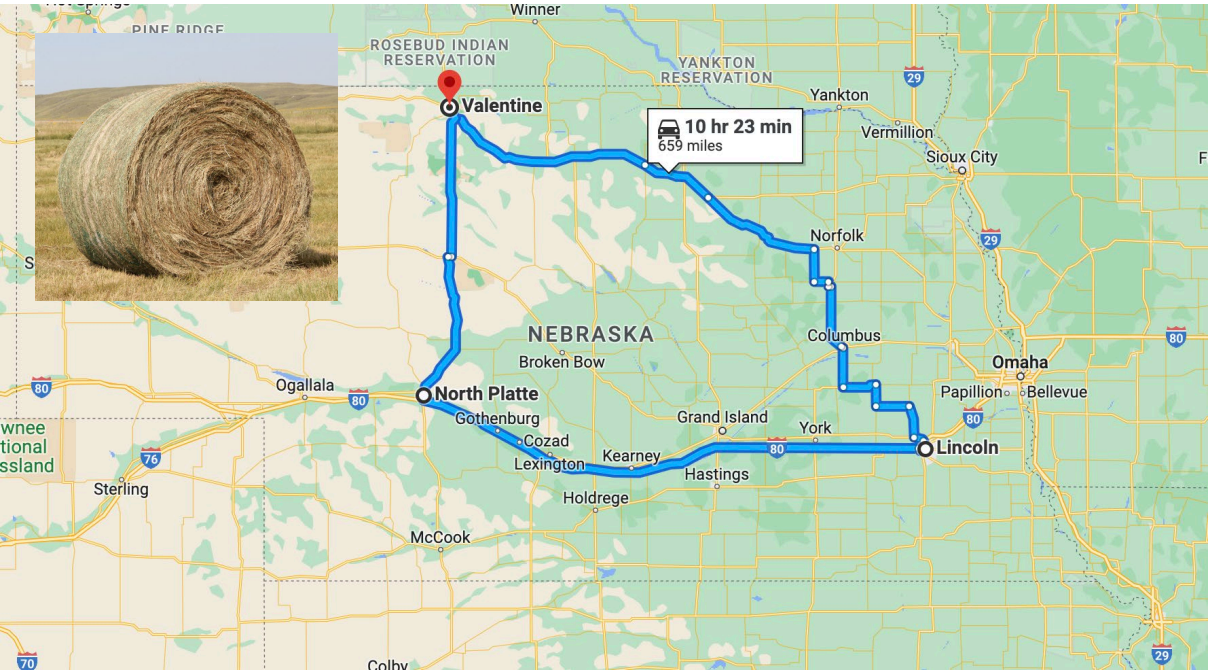 Winner
PINE RIDGE
ROSEBUD INDIAN
RESERVATION
YANKTON
RESERVATION
29
Valentine
Yankton
10 hr 23 min
659 miles
Vermillion
Sioux City
F
29
Norfolk
S
NEBRASKA
Columbus
80
Broken Bow
Omaha
80
Ogallala
80
North Platte
Papillion
Bellevue
Gothenburg
Grand Island
80
wnee
tional
ssland
York
Cozad
76
Lexington
Kearney
80
Lincoln
Sterling
Hastings
Holdrege
McCook
70
Colby
29